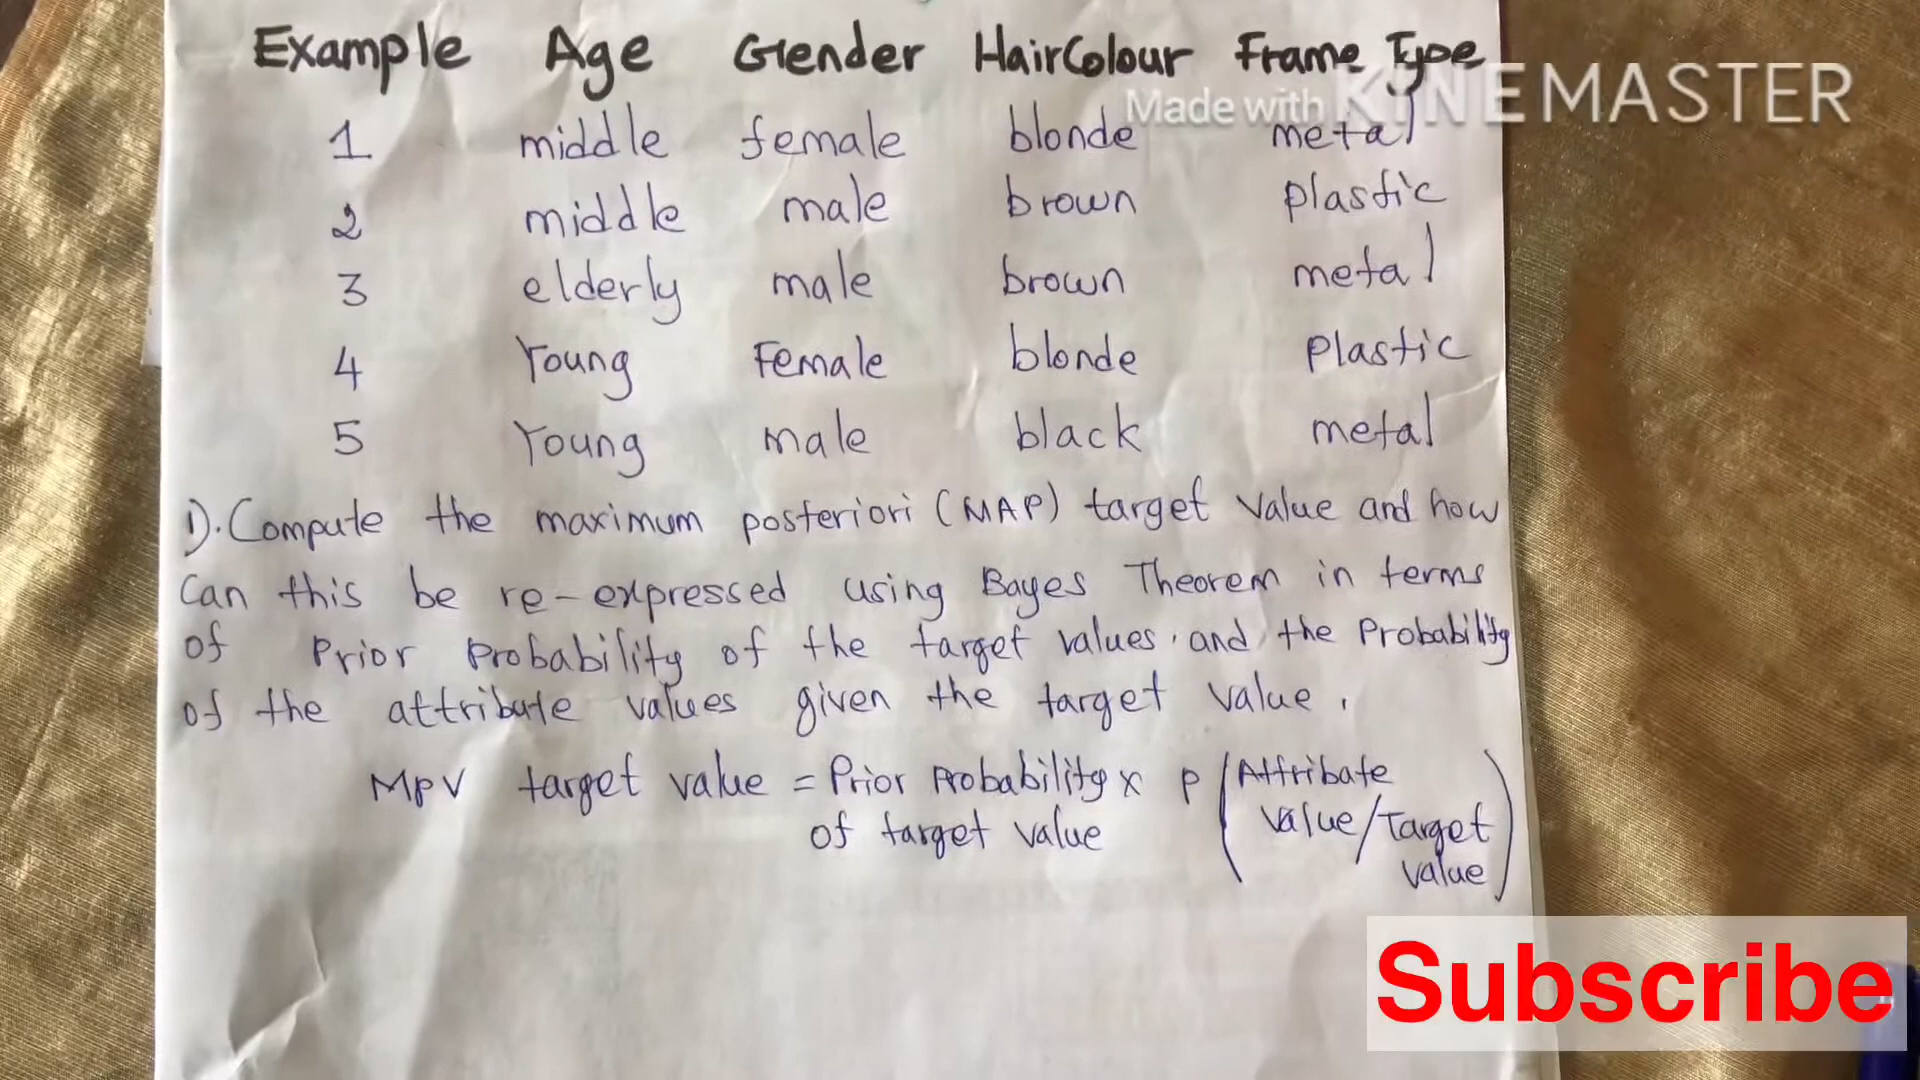 Example Age Gender HairColour Frame Type
Made with KINEMASTER
1 middle female blonde metal
2 middle male brown plastic
3 elderly male brown metal
4 Young Female blonde Plastic
5 Young male black metal
1). Compute the maximum posteriori (MAP) target value and how
can this be re-expressed using Bayes Theorem in terms
of Prior Probability of the target values. and the Probability
of the attribute values given the target value.
MPV target value = Prior Probability x P (Attribate
of target value value/Target
value)
Subscribe